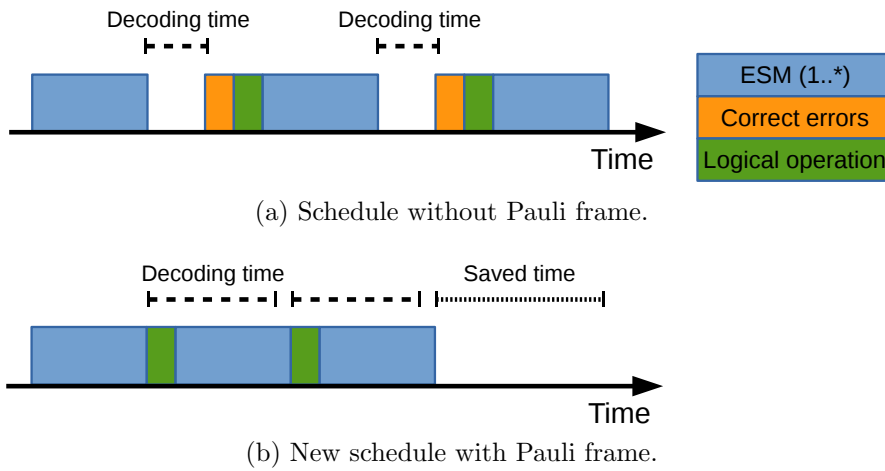 Decoding time Decoding time
ESM (1..*)
Correct errors
Logical operation
Time
(a) Schedule without Pauli frame.
Decoding time Saved time
Time
(b) New schedule with Pauli frame.